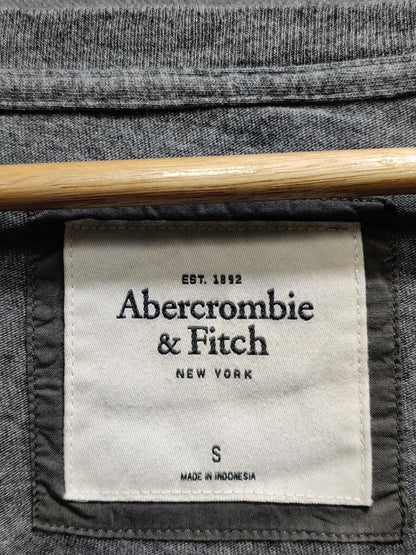 EST. 1892
Abercrombie
& Fitch
NEW YORK
S
MADE IN INDONESIA